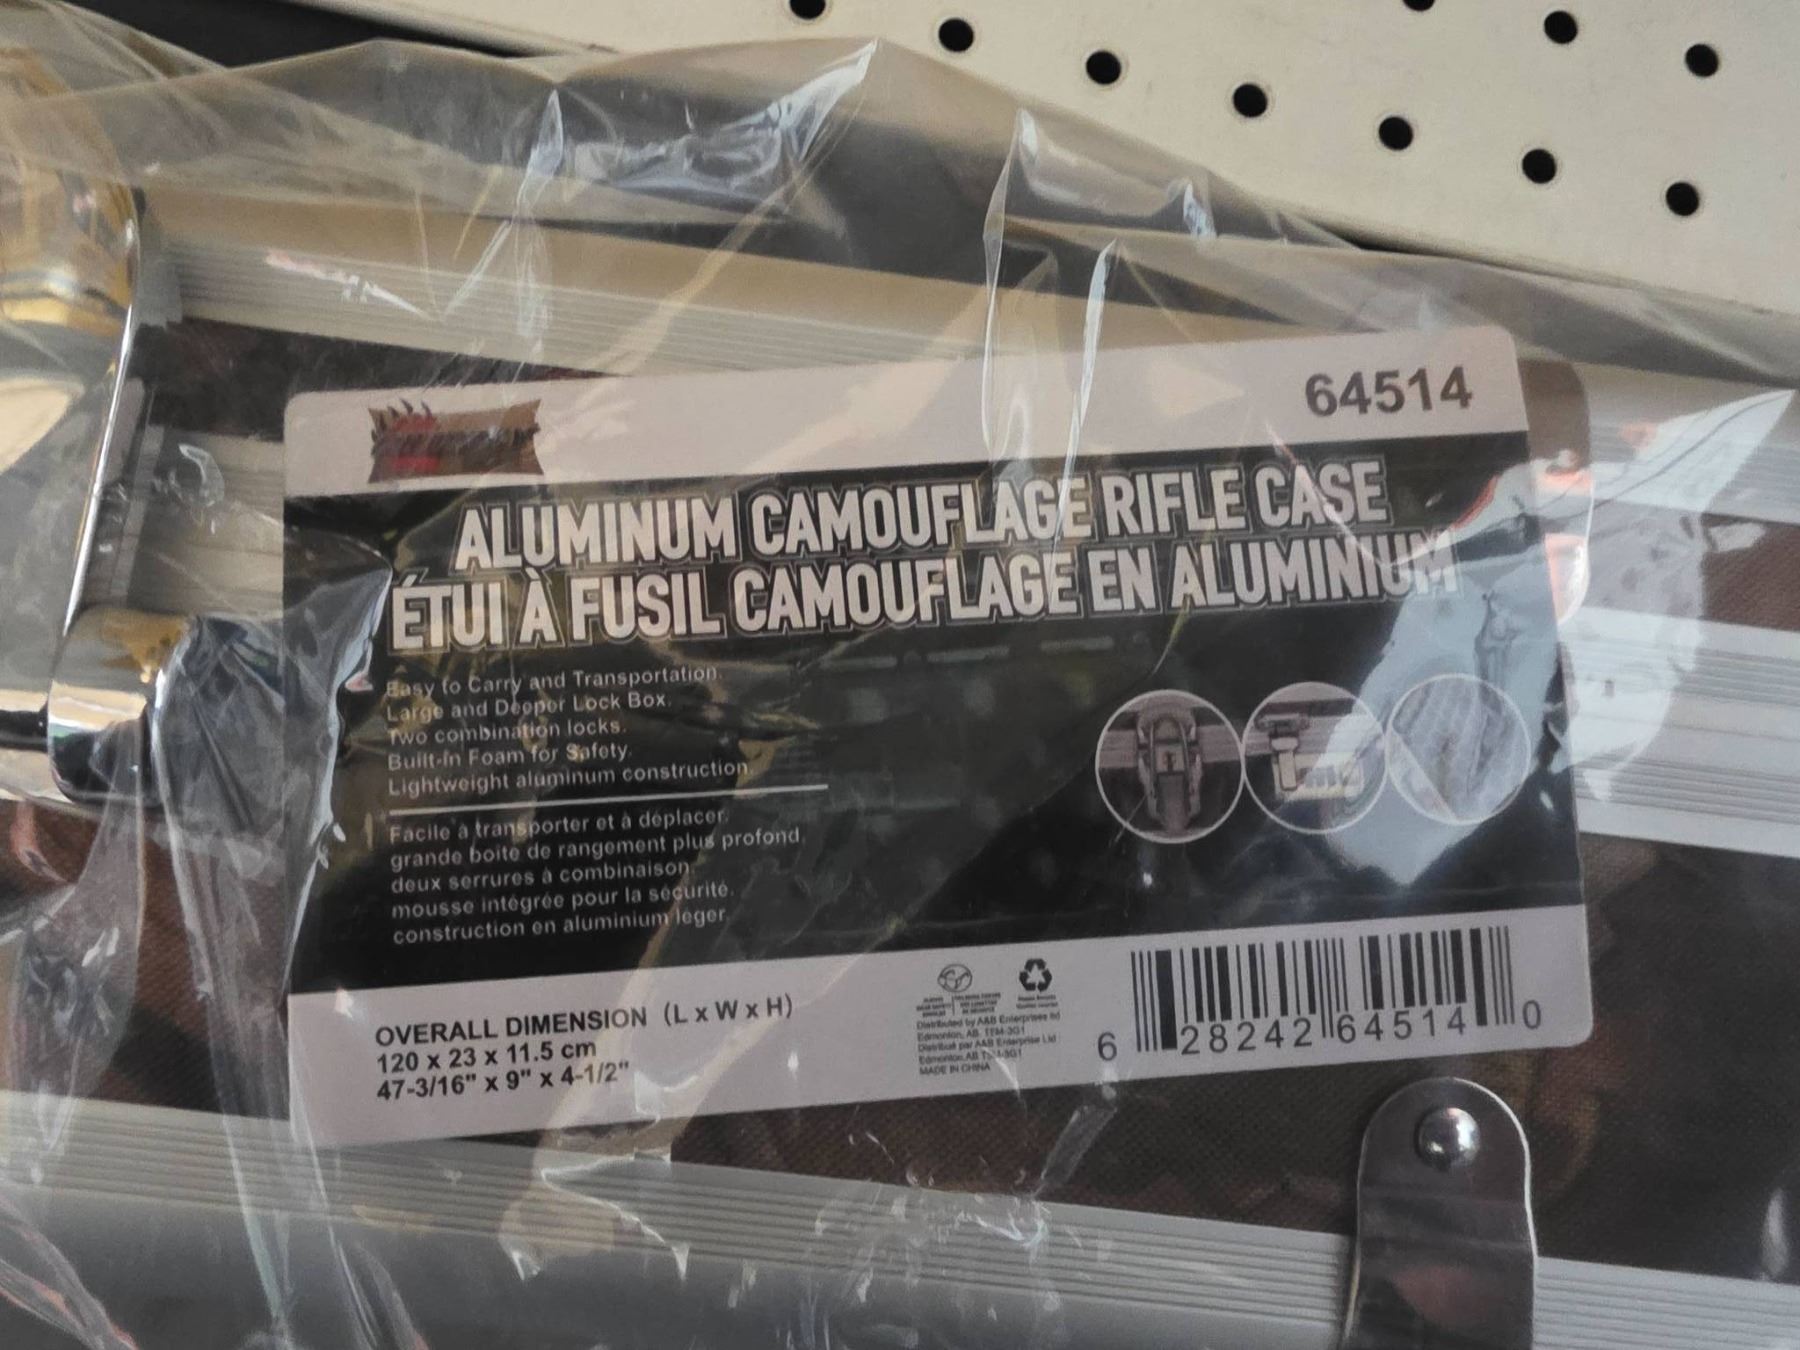 64514
ALUMINUM CAMOUFLAGE RIFLE CASE
ÉTUI À FUSIL CAMOUFLAGE EN ALUMINIUM
Easy to Carry and Transportation.
Large and Deeper Lock Box.
Two combination locks.
Built-In Foam for Safety.
Lightweight aluminum construction.
Facile à transporter et à déplacer.
grande boite de rangement plus profond.
deux serrures à combinaison.
mousse intégrée pour la sécurité.
construction en aluminium léger.
OVERALL DIMENSION (L x W x H)
120 x 23 x 11.5 cm
47-3/16" x 9" x 4-1/2"
Distributed by A&B Enterprises ltd
Edmonton, AB.
Distribué par A&B Enterprise Ltd
Edmonton, AB
MADE IN CHINA
6 28242 64514 0